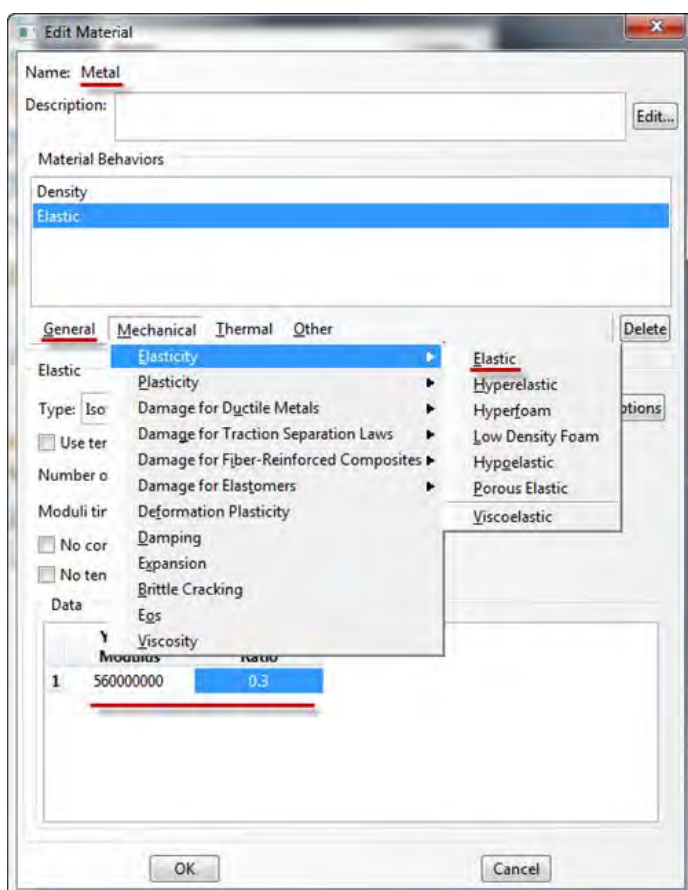 Edit Material
Name: Metal
Description:
Edit...
Material Behaviors
Density
Elastic
General Mechanical Thermal Other Delete
Elasticity
Plasticity
Damage for Ductile Metals
Damage for Traction Separation Laws
Damage for Fiber-Reinforced Composites
Damage for Elastomers
Deformation Plasticity
Damping
Expansion
Brittle Cracking
Eos
Viscosity
Elastic
Hyperelastic
Hyperfoam
Low Density Foam
Hypoelastic
Porous Elastic
Viscoelastic
Elastic
Type: Iso
ptions
Use ter
Number o
Moduli tir
No cor
No ten
Data
Y
Modulus Ratio
1 560000000 0.3
OK Cancel